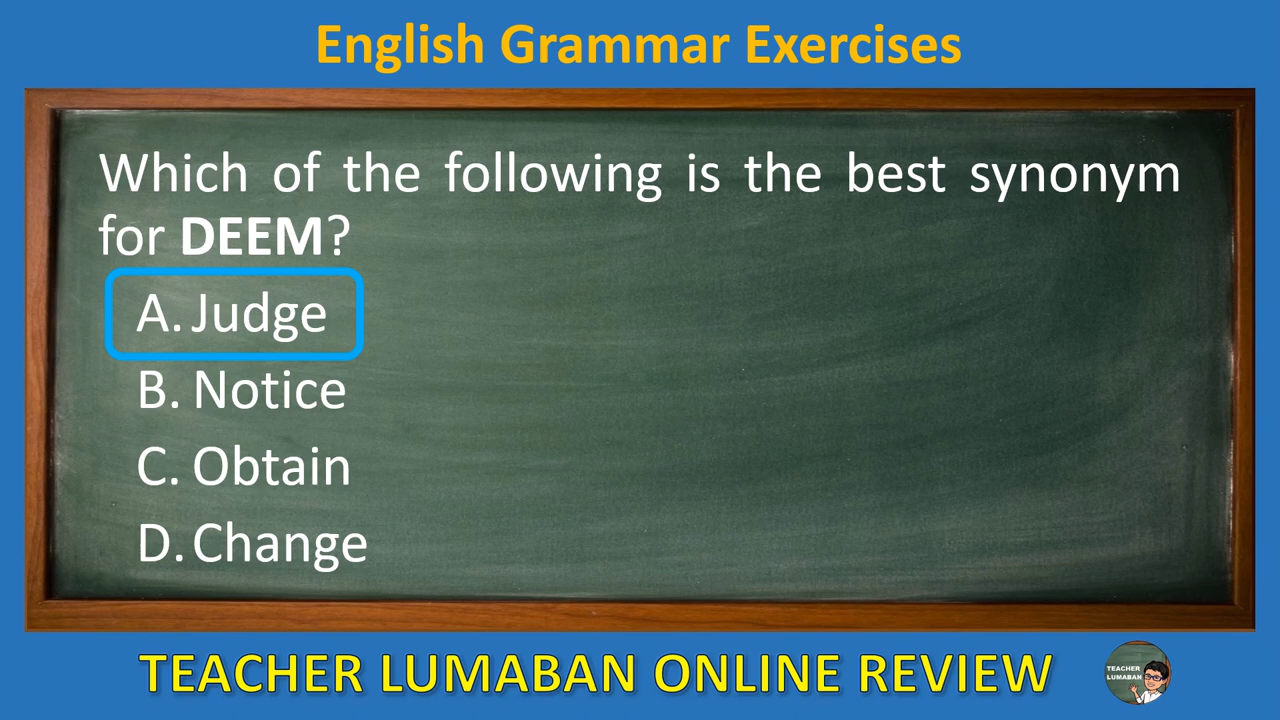 English Grammar Exercises
Which of the following is the best synonym
for DEEM?
A. Judge
B. Notice
C. Obtain
D. Change
TEACHER LUMABAN ONLINE REVIEW
TEACHER
LUMABAN